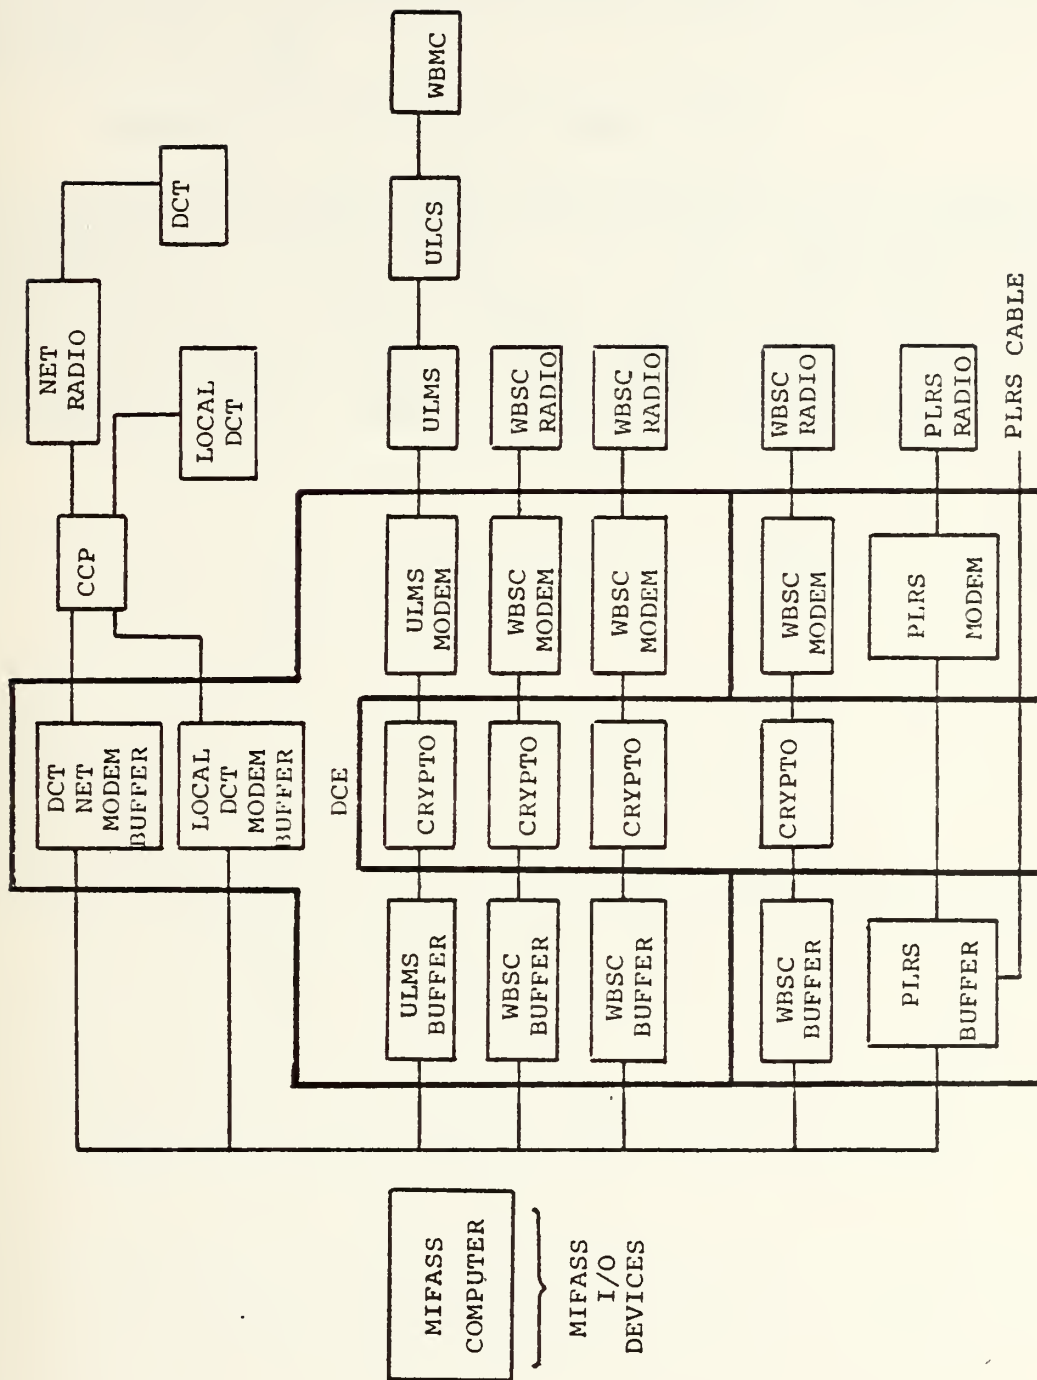 NET
RADIO
DCT
CCP
LOCAL
DCT
DCT
NET
MODEM
BUFFER
LOCAL
DCT
MODEM
BUFFER
DCE
WBMC
ULCS
ULMS
ULMS
MODEM
CRYPTO
ULMS
BUFFER
WBSC
RADIO
WBSC
MODEM
CRYPTO
WBSC
BUFFER
WBSC
RADIO
WBSC
MODEM
CRYPTO
WBSC
BUFFER
WBSC
RADIO
WBSC
MODEM
CRYPTO
WBSC
BUFFER
PLRS
RADIO
PLRS
MODEM
PLRS
BUFFER
PLRS CABLE
MIFASS
COMPUTER
MIFASS
I/O
DEVICES